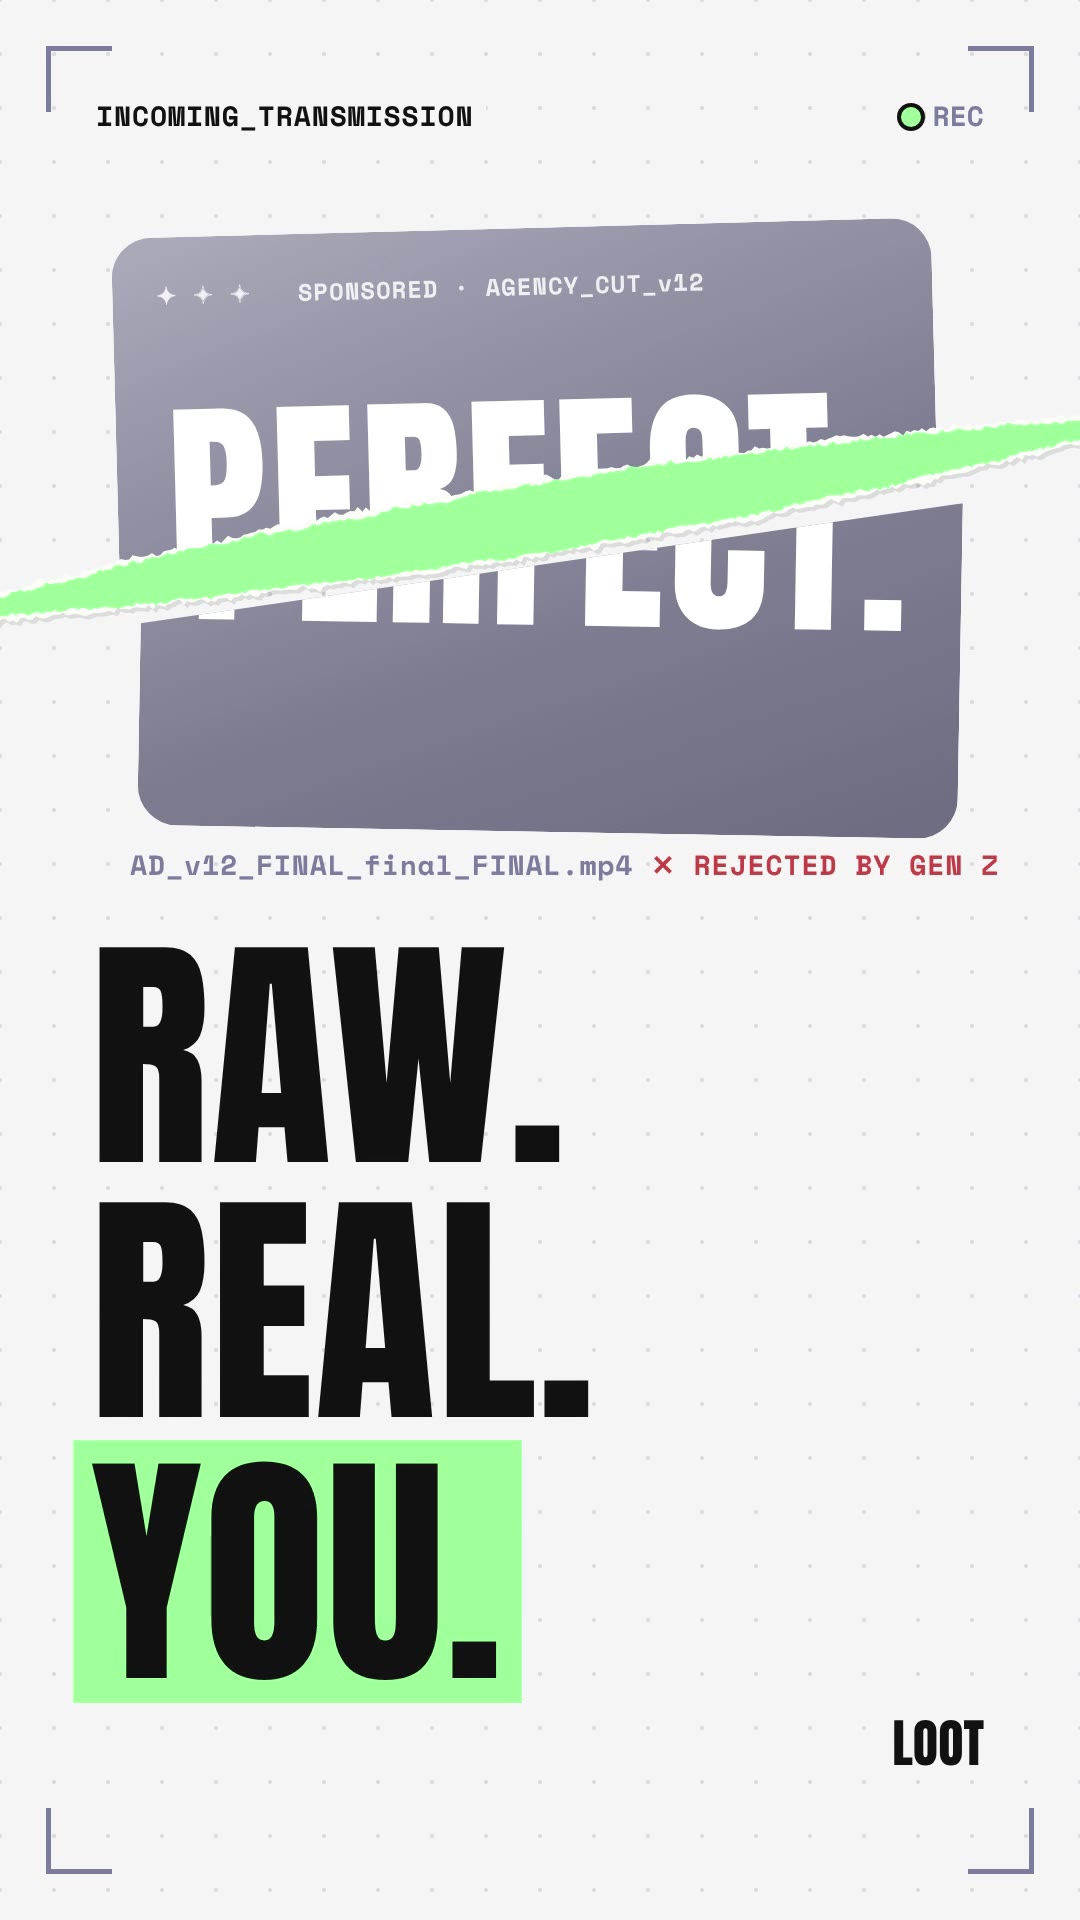 INCOMING_TRANSMISSION
REC
SPONSORED · AGENCY_CUT_v12
PERFECT.
AD_v12_FINAL_final_FINAL.mp4 ✕ REJECTED BY GEN Z
RAW.
REAL.
YOU.
LOOT